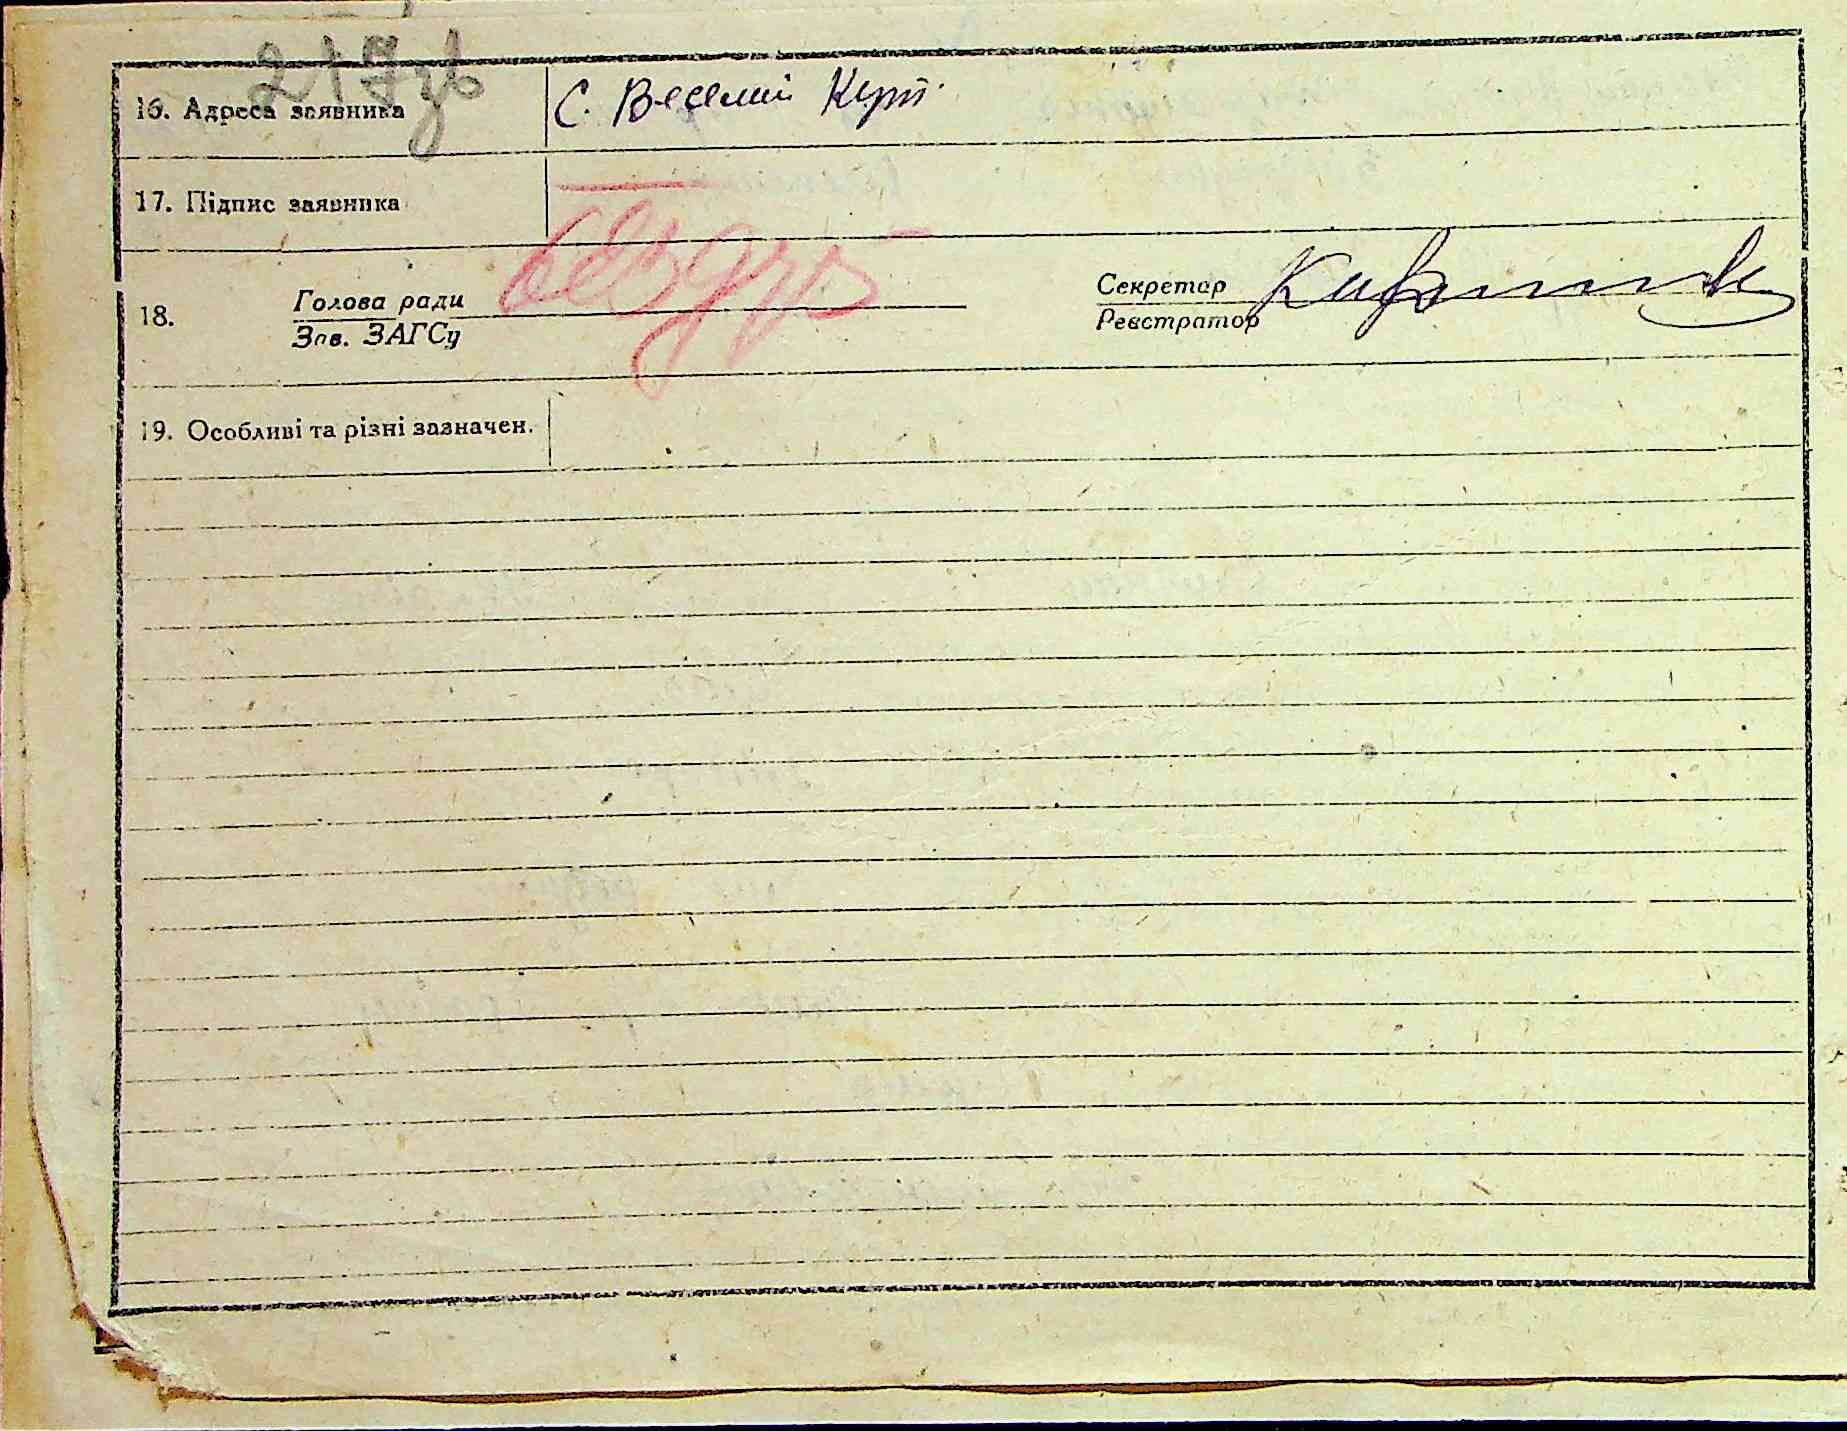 16. Адреса заявника С. Веселий Кут.
17. Підпис заявника
18. Голова ради
Зав. ЗАГСу
Секретар
Реєстратор
19. Особливі та різні зазначен.